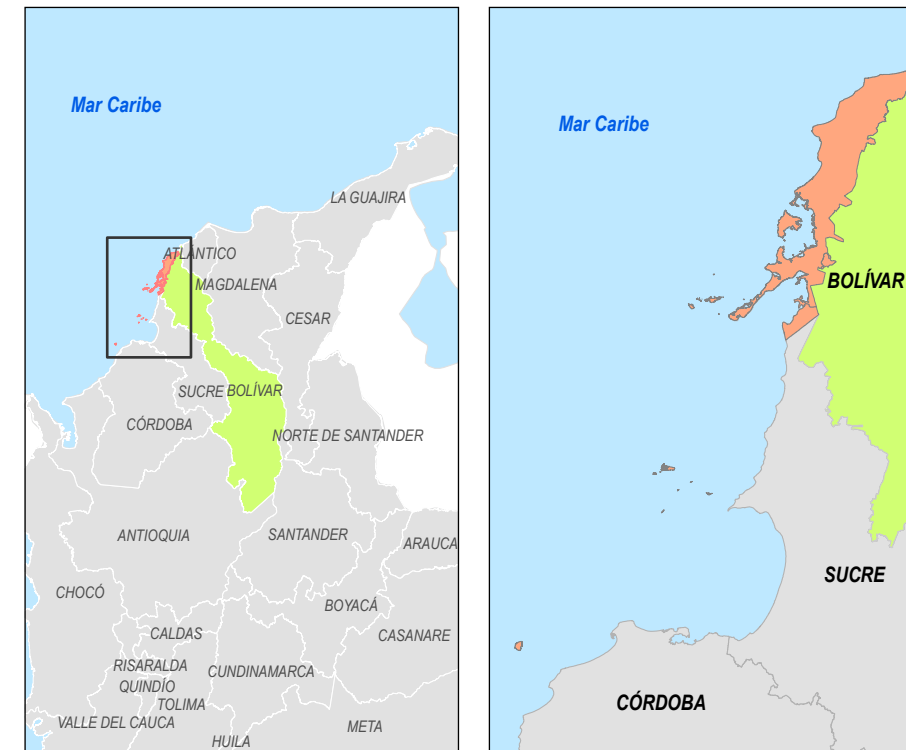 Mar Caribe
LA GUAJIRA
ATLÁNTICO
MAGDALENA
CESAR
SUCRE
BOLÍVAR
CÓRDOBA
NORTE DE SANTANDER
ANTIOQUIA
SANTANDER
ARAUCA
CHOCÓ
BOYACÁ
CALDAS
CASANARE
RISARALDA
CUNDINAMARCA
QUINDÍO
TOLIMA
VALLE DEL CAUCA
META
HUILA
Mar Caribe
BOLÍVAR
SUCRE
CÓRDOBA